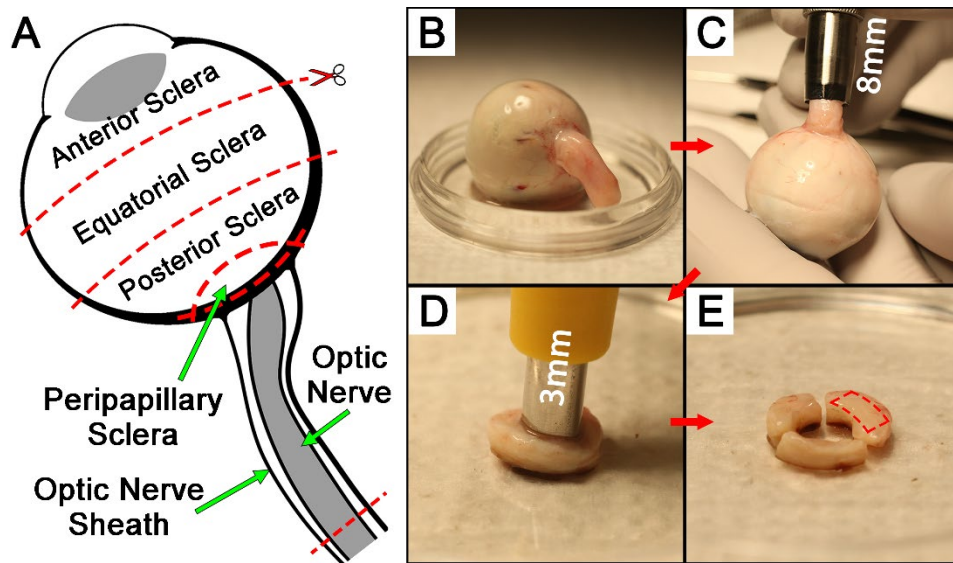 A
Anterior Sclera
Equatorial Sclera
Posterior Sclera
Peripapillary
Sclera
Optic
Nerve
Optic Nerve
Sheath
B
C
8mm
D
3mm
E